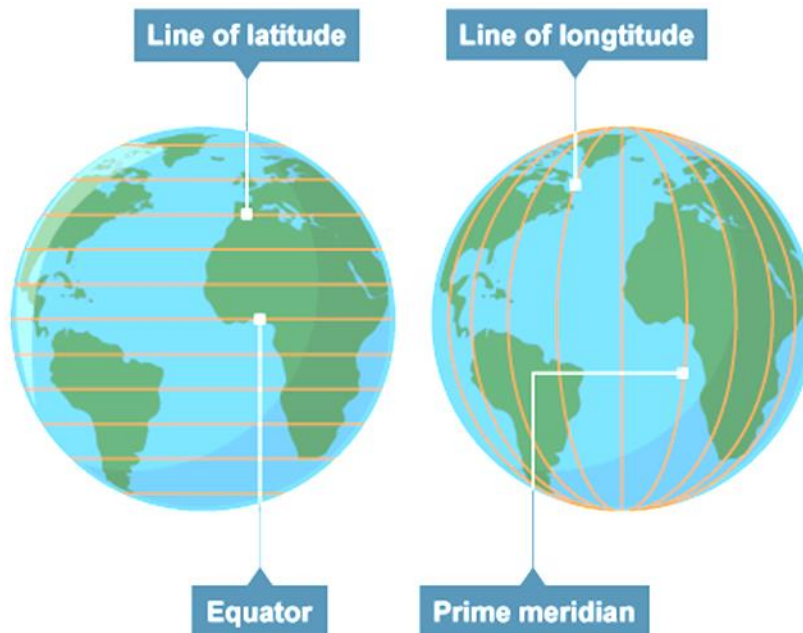 Line of latitude
Line of longtitude
Equator
Prime meridian